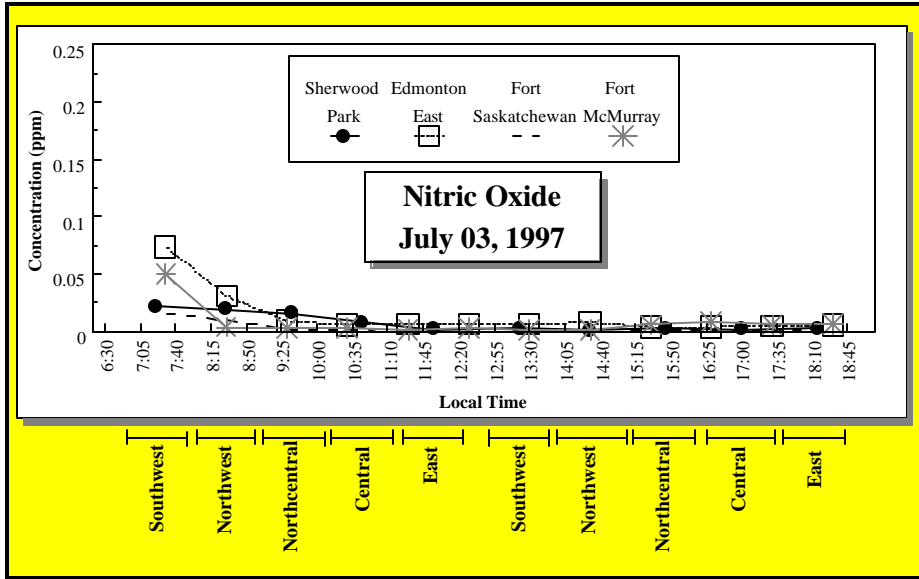 0.25
0.2
0.15
0.1
0.05
0
Concentration (ppm)
Sherwood Edmonton Fort Fort
Park East Saskatchewan McMurray
Nitric Oxide
July 03, 1997
6:30 7:05 7:40 8:15 8:50 9:25 10:00 10:35 11:10 11:45 12:20 12:55 13:30 14:05 14:40 15:15 15:50 16:25 17:00 17:35 18:10 18:45
Local Time
Southwest Northwest Northcentral Central East Southwest Northwest Northcentral Central East